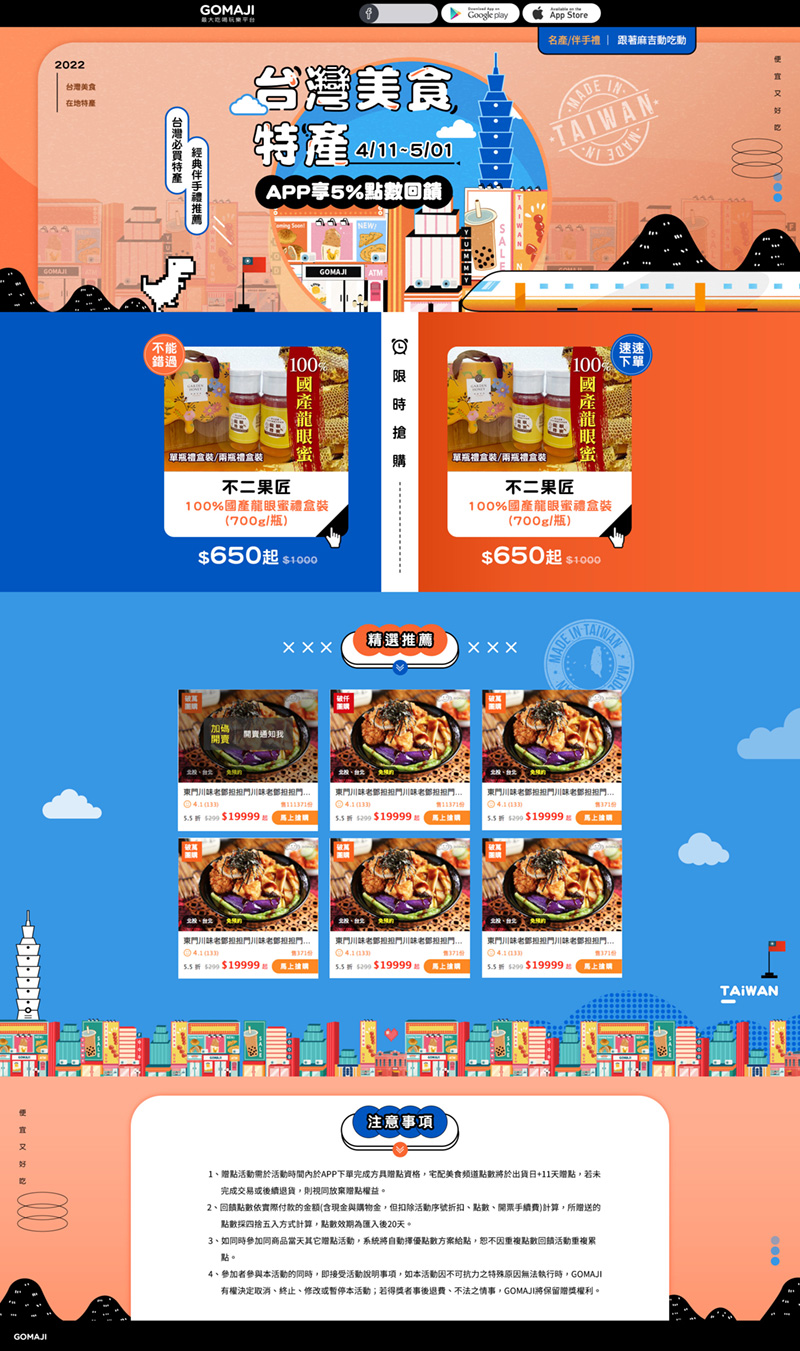 GOMAJI
最大吃喝玩樂平台
Download App on
Google play
Available on the
App Store
名產/伴手禮 | 跟著麻吉動吃動
2022
台灣美食
在地特產
便宜又好吃
台灣必買特產
經典伴手禮推薦
台灣美食
特產 4/11~5/01
APP享5%點數回饋
MADE IN
TAIWAN
MADE IN
Coming Soon!
NEW!
GOMAJI
ATM
YUMMY
SALE
TAIWAN
GOMAJI
不能
錯過
100%
國產龍眼蜜
單瓶禮盒裝/兩瓶禮盒裝
不二果匠
100%國產龍眼蜜禮盒裝
(700g/瓶)
$650起 $1000
限時搶購
速速
下單
100%
國產龍眼蜜
單瓶禮盒裝/兩瓶禮盒裝
不二果匠
100%國產龍眼蜜禮盒裝
(700g/瓶)
$650起 $1000
精選推薦
MADE IN TAIWAN
破萬
團購
加碼
開賣
開賣通知我
北投、台北 免預約
東門川味老鄧担担門川味老鄧担担門...
4.1 (133) 售111371份
5.5 折 $299 $19999 起 馬上搶購
破仟
團購
北投、台北 免預約
東門川味老鄧担担門川味老鄧担担門...
4.1 (133) 售11371份
5.5 折 $299 $19999 起 馬上搶購
破萬
團購
北投、台北 免預約
東門川味老鄧担担門川味老鄧担担門...
4.1 (133) 售371份
5.5 折 $299 $19999 起 馬上搶購
破萬
團購
北投、台北 免預約
東門川味老鄧担担門川味老鄧担担門...
4.1 (133) 售371份
5.5 折 $299 $19999 起 馬上搶購
北投、台北 免預約
東門川味老鄧担担門川味老鄧担担門...
4.1 (133) 售371份
5.5 折 $299 $19999 起 馬上搶購
破萬
團購
北投、台北 免預約
東門川味老鄧担担門川味老鄧担担門...
4.1 (133) 售371份
5.5 折 $299 $19999 起 馬上搶購
TAiWAN
便宜又好吃
注意事項
1、贈點活動需於活動時間內於APP下單完成方具贈點資格，宅配美食頻道點數將於出貨日+11天贈點，若未
完成交易或後續退貨，則視同放棄贈點權益。
2、回饋點數依實際付款的金額(含現金與購物金，但扣除活動序號折扣、點數、開票手續費)計算，所贈送的
點數採四捨五入方式計算，點數效期為匯入後20天。
3、如同時參加同商品當天其它贈點活動，系統將自動擇優點數方案給點，恕不因重複點數回饋活動重複累
點。
4、參加者參與本活動的同時，即接受活動說明事項，如本活動因不可抗力之特殊原因無法執行時，GOMAJI
有權決定取消、終止、修改或暫停本活動；若得獎者事後退費、不法之情事，GOMAJI將保留贈獎權利。
GOMAJI